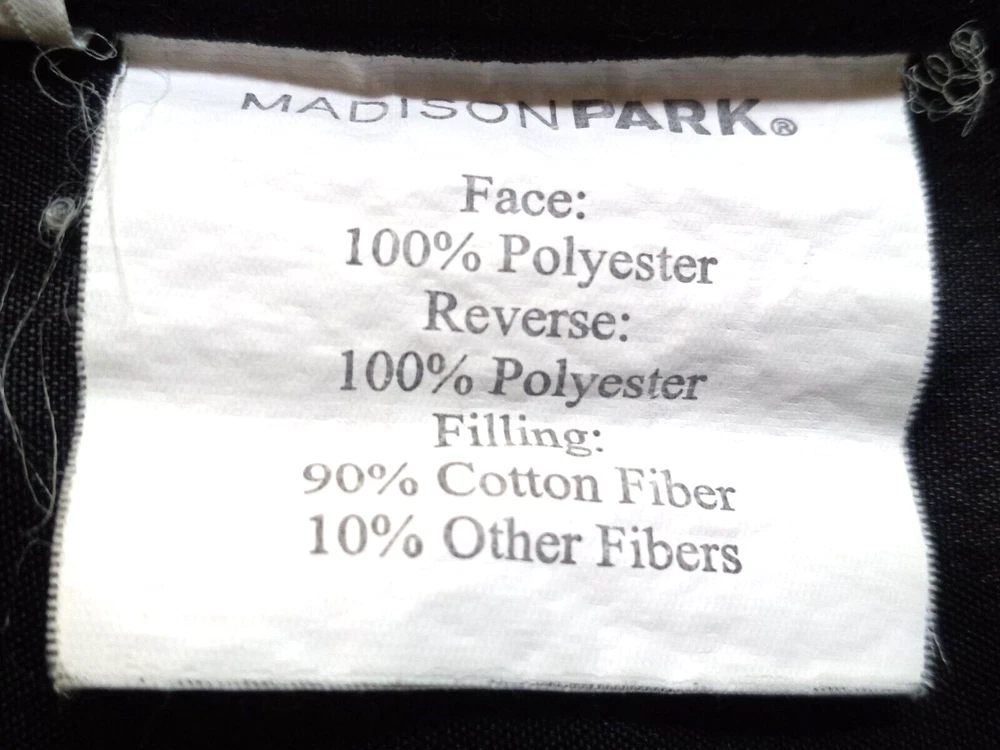 MADISONPARK®
Face:
100% Polyester
Reverse:
100% Polyester
Filling:
90% Cotton Fiber
10% Other Fibers